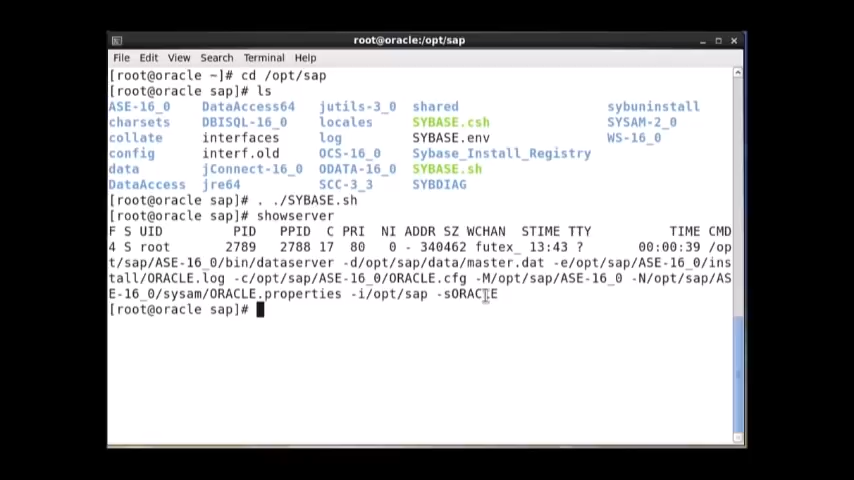 root@oracle:/opt/sap
File Edit View Search Terminal Help
[root@oracle ~]# cd /opt/sap
[root@oracle sap]# ls
ASE-16_0 DataAccess64 jutils-3_0 shared sybuninstall
charsets DBISQL-16_0 locales SYBASE.csh SYSAM-2_0
collate interfaces log SYBASE.env WS-16_0
config interf.old OCS-16_0 Sybase_Install_Registry
data jConnect-16_0 ODATA-16_0 SYBASE.sh
DataAccess jre64 SCC-3_3 SYBDIAG
[root@oracle sap]# . ./SYBASE.sh
[root@oracle sap]# showserver
F S UID PID PPID C PRI NI ADDR SZ WCHAN STIME TTY TIME CMD
4 S root 2789 2788 17 80 0 - 340462 futex_ 13:43 ? 00:00:39 /op
t/sap/ASE-16_0/bin/dataserver -d/opt/sap/data/master.dat -e/opt/sap/ASE-16_0/ins
tall/ORACLE.log -c/opt/sap/ASE-16_0/ORACLE.cfg -M/opt/sap/ASE-16_0 -N/opt/sap/AS
E-16_0/sysam/ORACLE.properties -i/opt/sap -sORACLE
[root@oracle sap]#